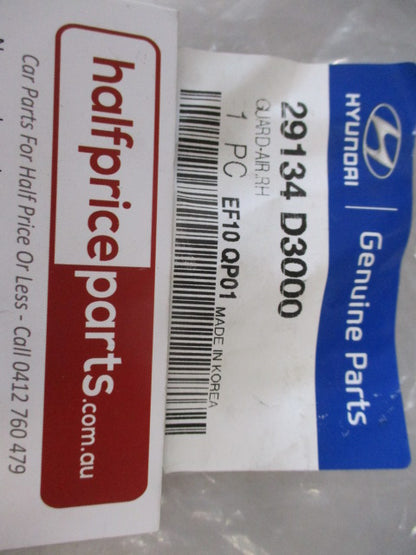 HYUNDAI
Genuine Parts
29134 D3000
GUARD-AIR,RH
1 PC
EF10 QP01 MADE IN KOREA
halfpriceparts.com.au
Car Parts For Half Price Or Less - Call 0412 760 479